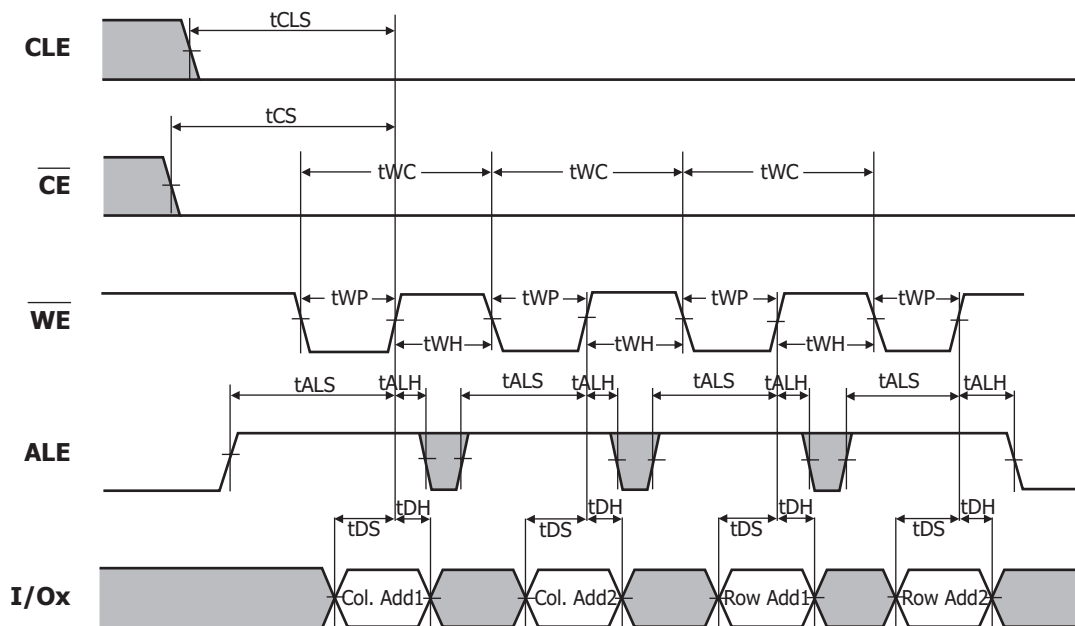 tCLS
CLE
tCS
CE
tWC tWC tWC
tWP tWP tWP tWP
WE
tWH tWH tWH
tALS tALH tALS tALH tALS tALH tALS tALH
ALE
tDH tDH tDH tDH
tDS tDS tDS tDS
I/Ox Col. Add1 Col. Add2 Row Add1 Row Add2